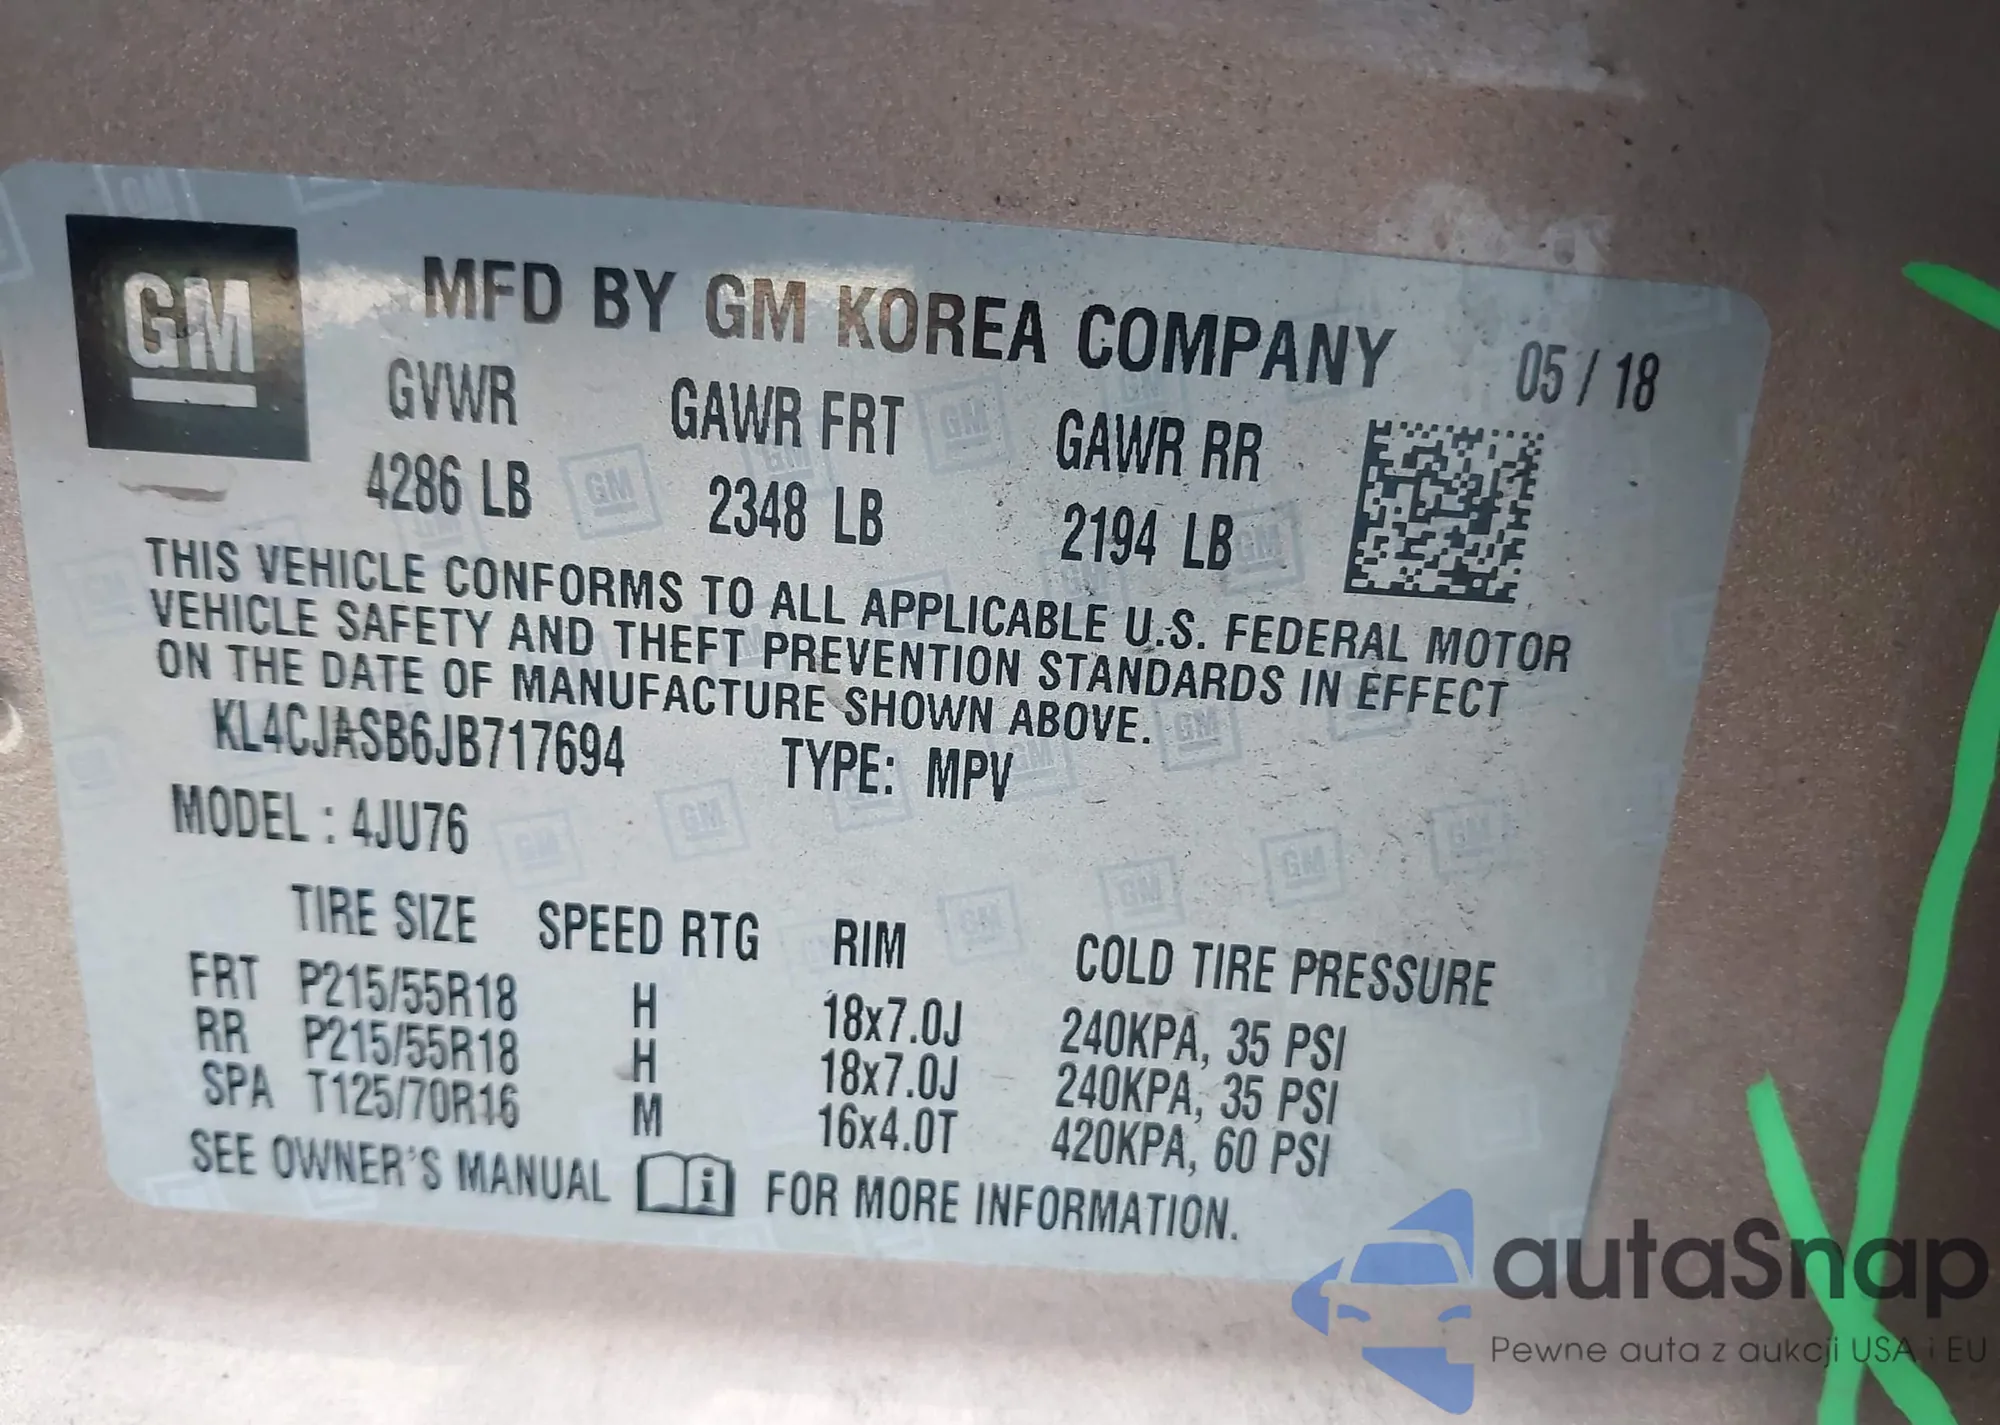 GM
MFD BY GM KOREA COMPANY 05 / 18
GVWR GAWR FRT GAWR RR
4286 LB 2348 LB 2194 LB
THIS VEHICLE CONFORMS TO ALL APPLICABLE U.S. FEDERAL MOTOR
VEHICLE SAFETY AND THEFT PREVENTION STANDARDS IN EFFECT
ON THE DATE OF MANUFACTURE SHOWN ABOVE.
KL4CJASB6JB717694 TYPE: MPV
MODEL : 4JU76
TIRE SIZE SPEED RTG RIM COLD TIRE PRESSURE
FRT P215/55R18 H 18x7.0J 240KPA, 35 PSI
RR P215/55R18 H 18x7.0J 240KPA, 35 PSI
SPA T125/70R16 M 16x4.0T 420KPA, 60 PSI
SEE OWNER'S MANUAL i FOR MORE INFORMATION.
autaSnap
Pewne auta z aukcji USA i EU